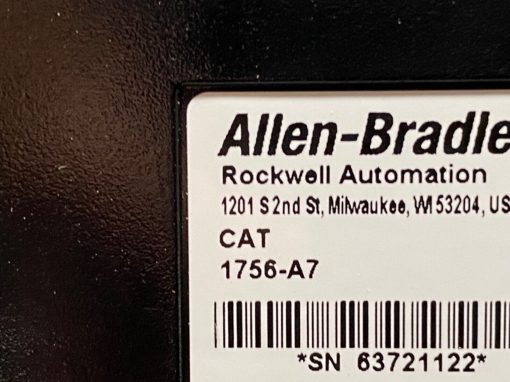 Allen-Bradle
Rockwell Automation
1201 S 2nd St, Milwaukee, WI 53204, US
CAT
1756-A7
*SN 63721122*